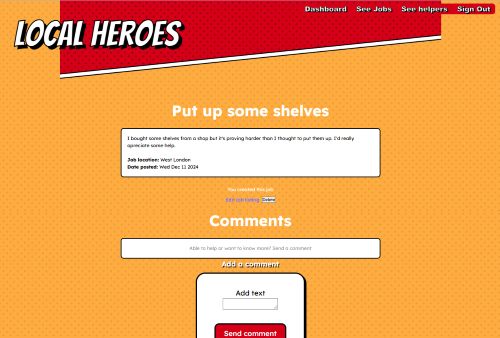 Dashboard See Jobs See helpers Sign Out
LOCAL HEROES
Put up some shelves
I bought some shelves from a shop but it's proving harder than I thought to put them up. I'd really
apreciate some help.
Job location: West London
Date posted: Wed Dec 11 2024
You created this job
Edit job listing Delete
Comments
Able to help or want to know more? Send a comment
Add a comment
Add text
Send comment